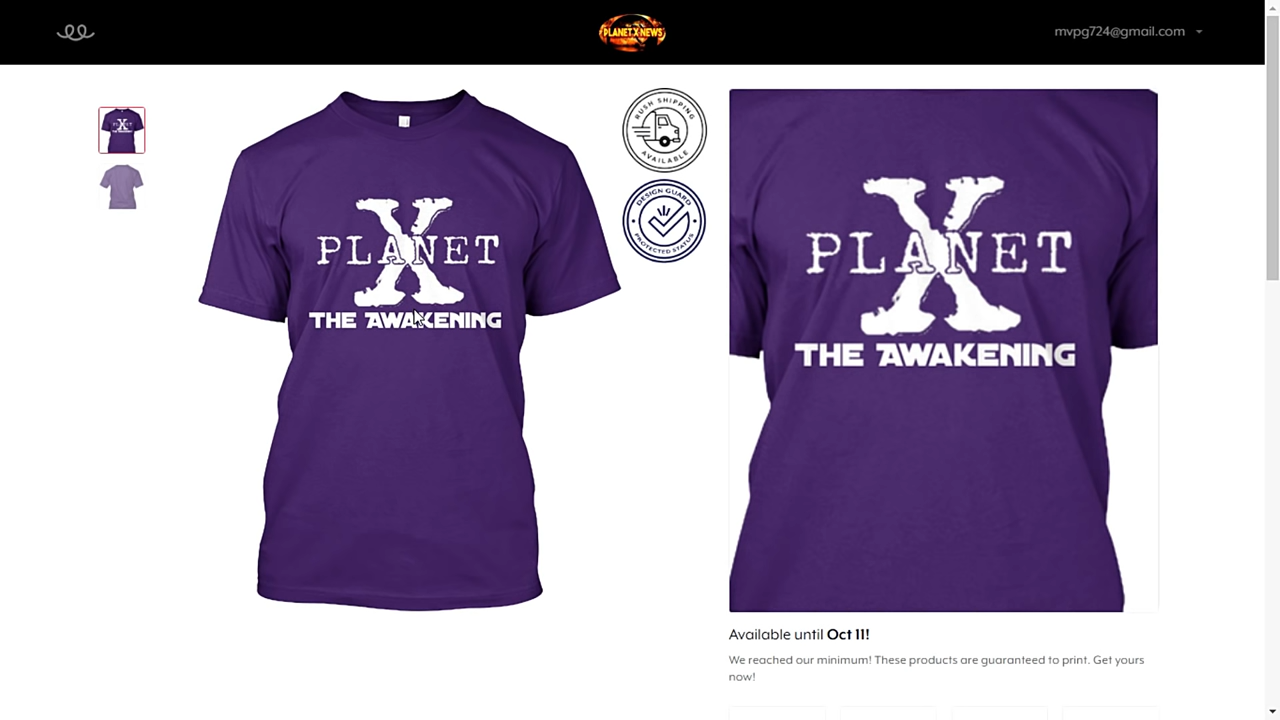 PLANET X NEWS
mvpg724@gmail.com
RUSH SHIPPING
AVAILABLE
DESIGN GUARD
PROTECTED STATUS
PLANET
X
THE AWAKENING
PLANET
X
THE AWAKENING
Available until Oct 11!
We reached our minimum! These products are guaranteed to print. Get yours
now!